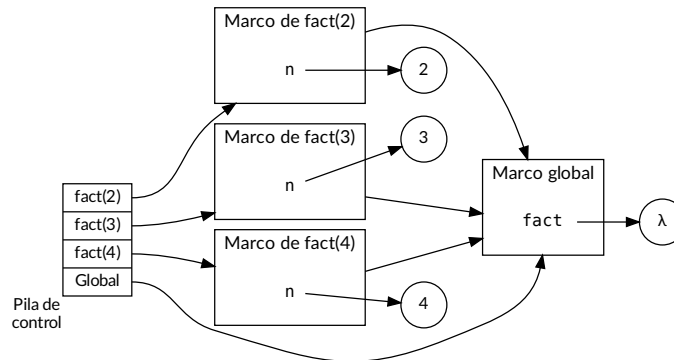 Marco de fact(2)
n
2
Marco de fact(3)
n
3
Marco de fact(4)
n
4
Marco global
fact
λ
fact(2)
fact(3)
fact(4)
Global
Pila de
control